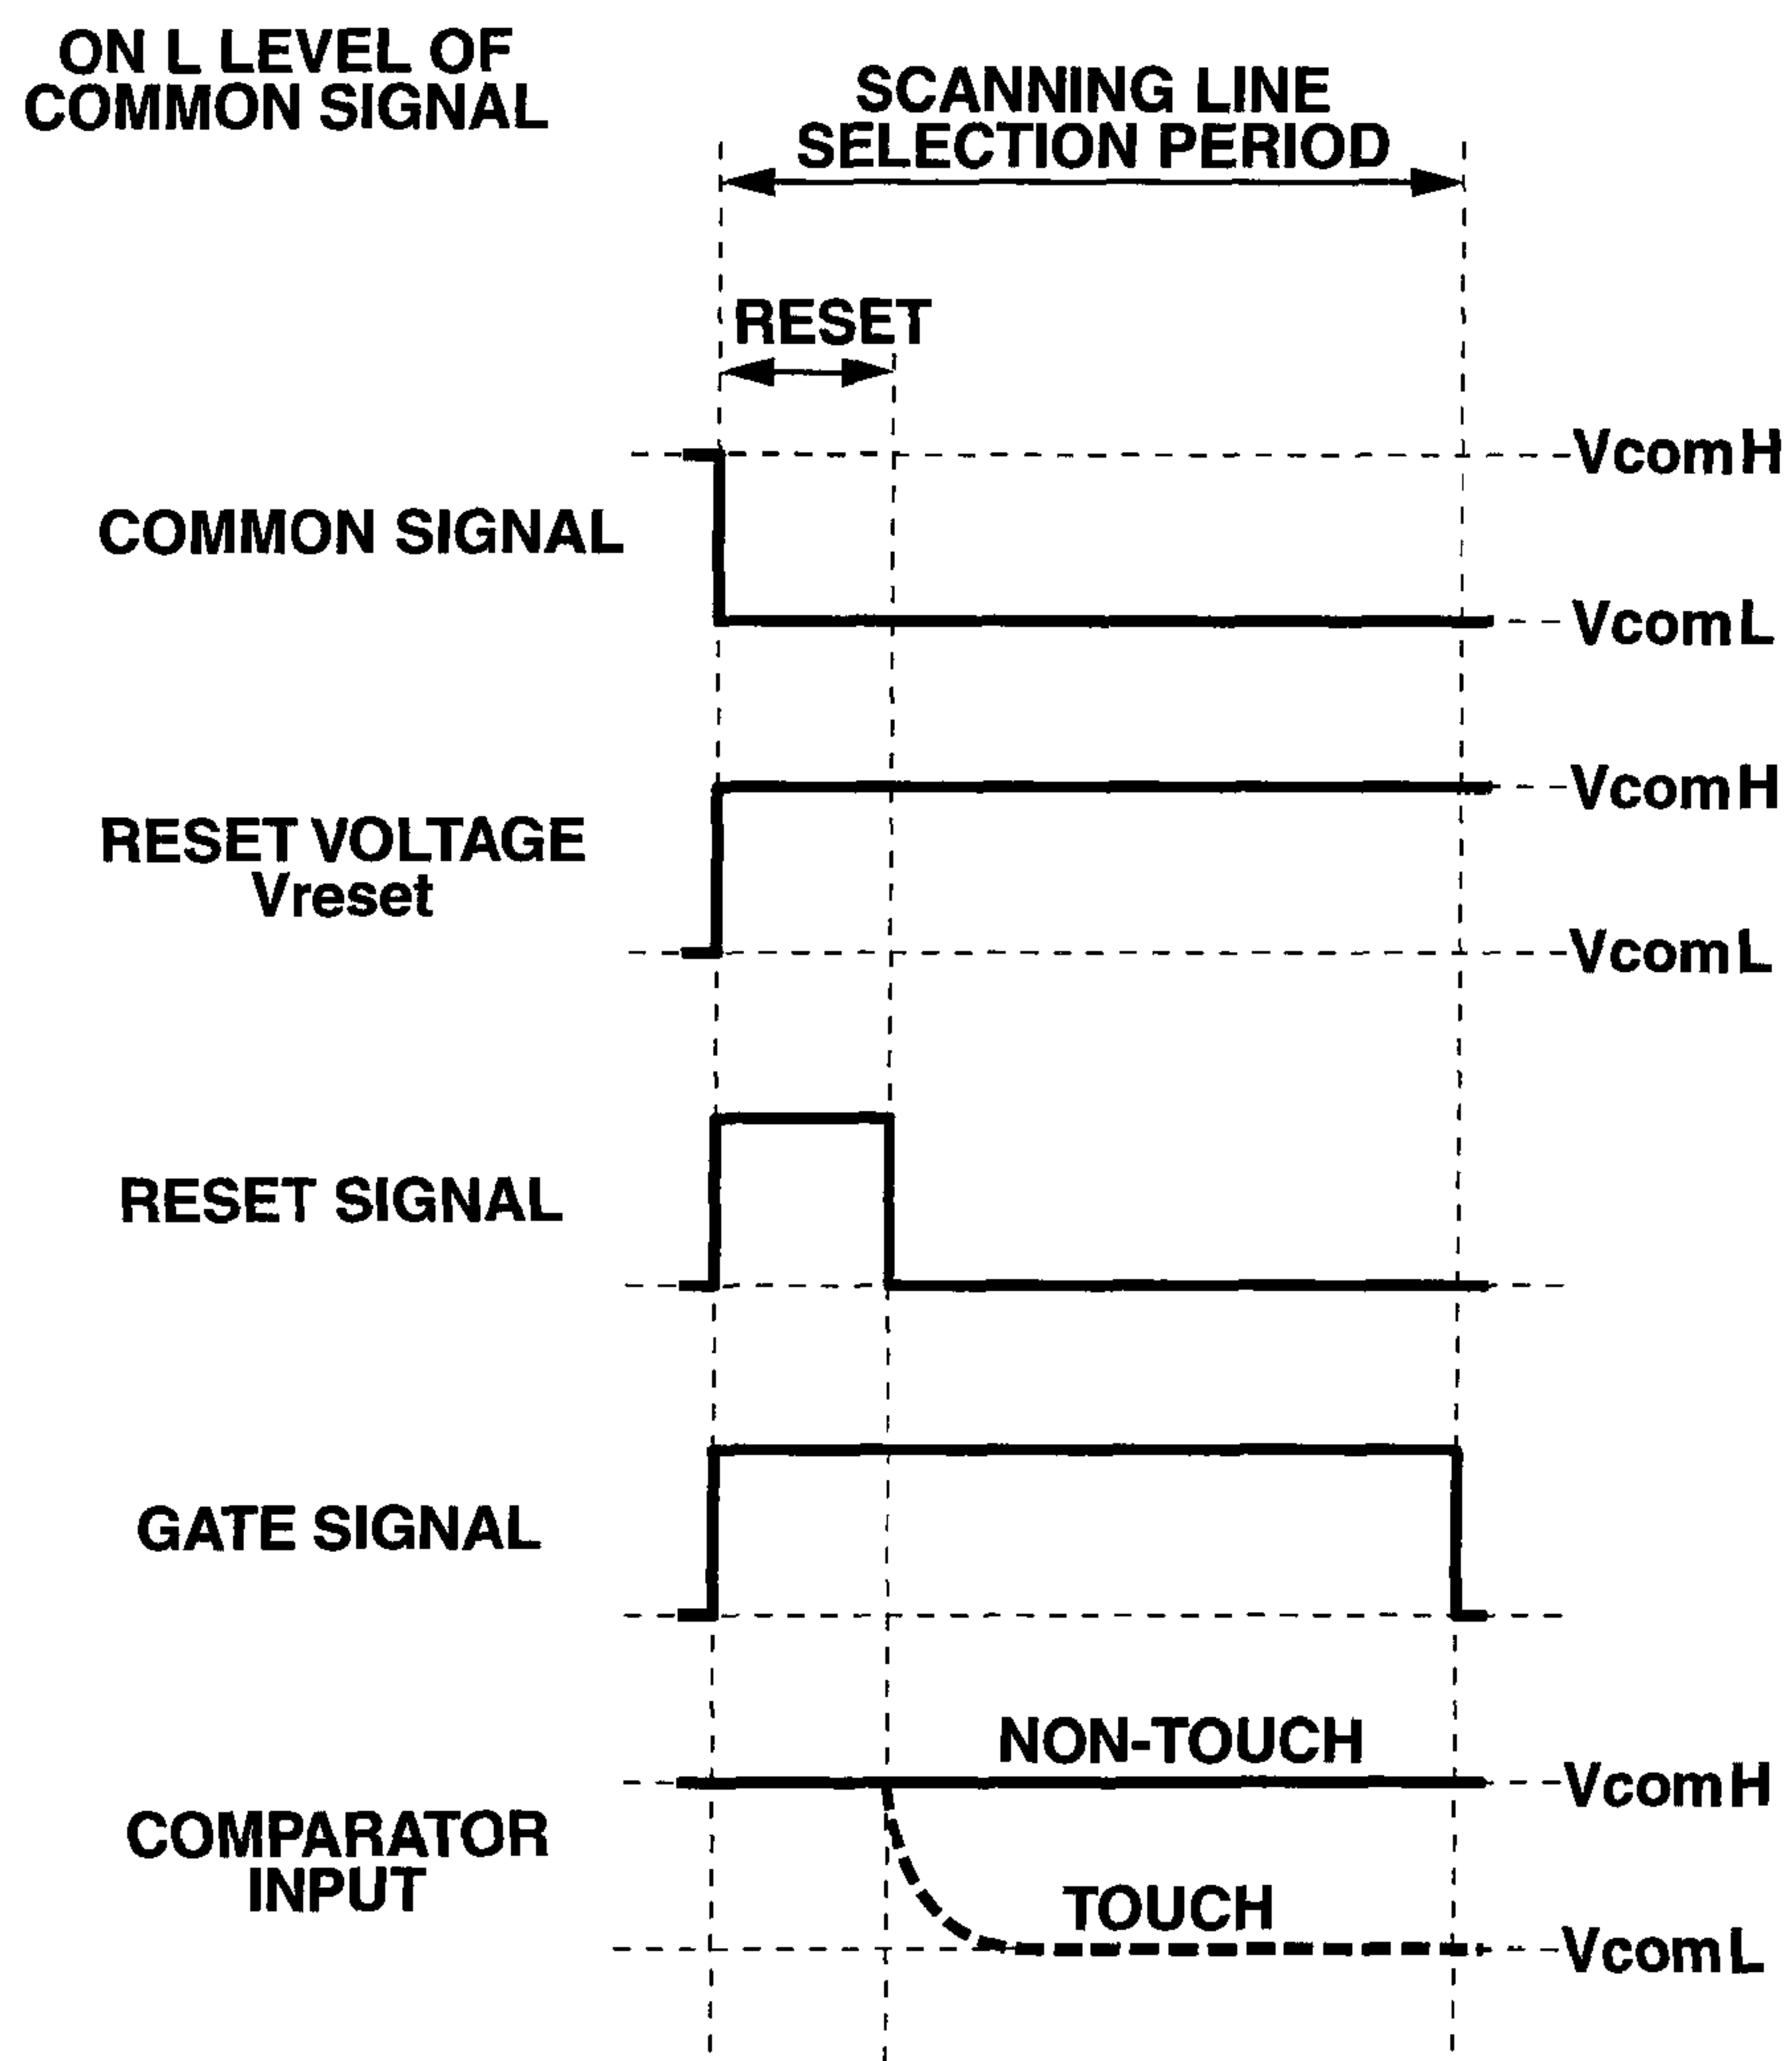 ON L LEVEL OF
COMMON SIGNAL
SCANNING LINE
SELECTION PERIOD
RESET
VcomH
COMMON SIGNAL
VcomL
VcomH
RESET VOLTAGE
Vreset
VcomL
RESET SIGNAL
GATE SIGNAL
NON-TOUCH
VcomH
COMPARATOR
INPUT
TOUCH
VcomL